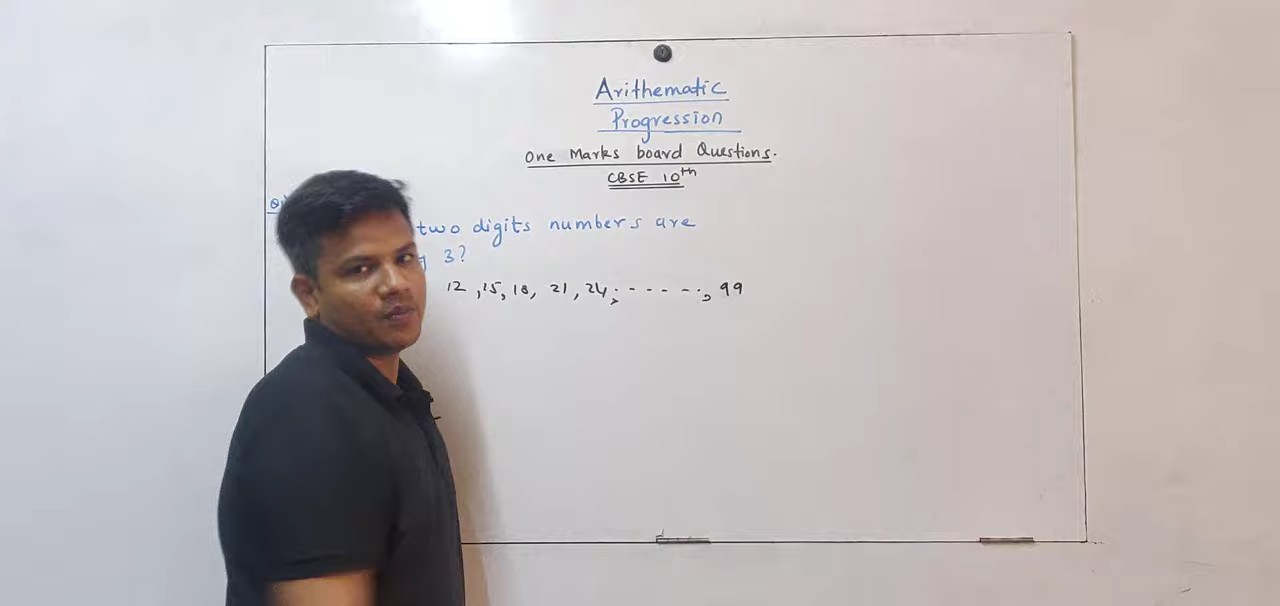 Arithematic
Progression
One Marks board Questions.
CBSE 10th
two digits numbers are
3?
12, 15, 18, 21, 24, ------, 99